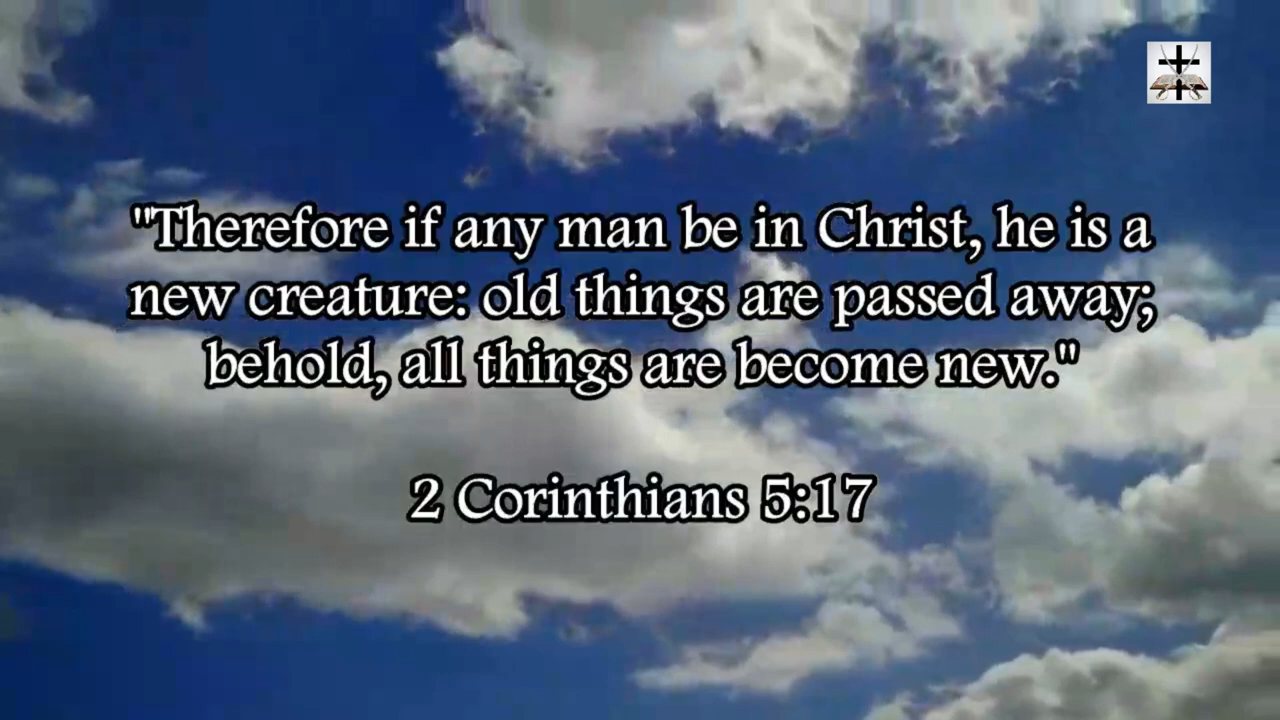 "Therefore if any man be in Christ, he is a
new creature: old things are passed away;
behold, all things are become new."
2 Corinthians 5:17